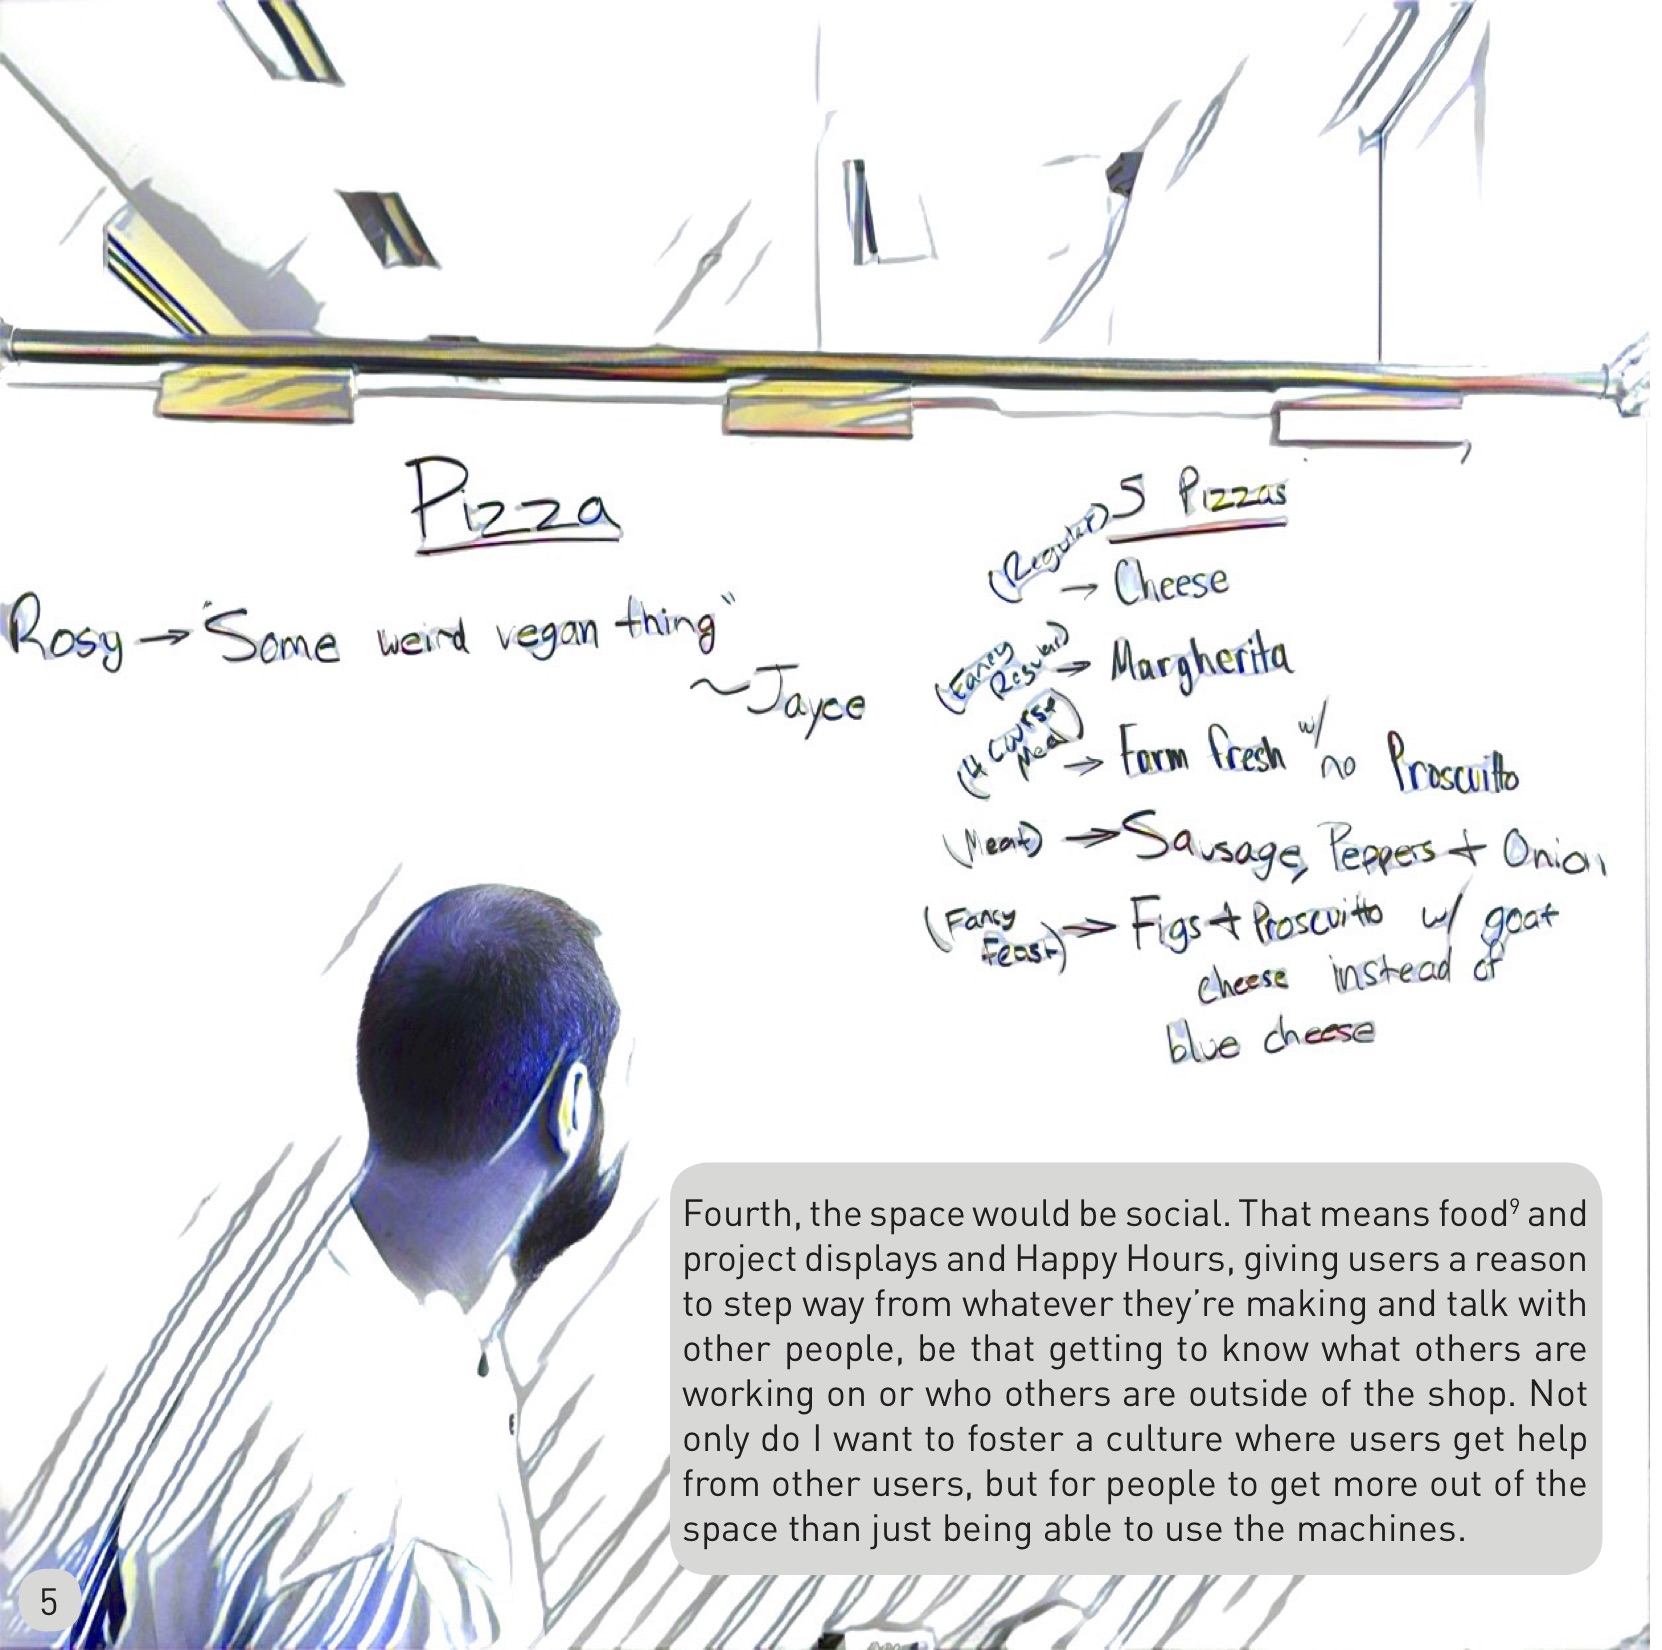 Pizza
Rosy → "Some weird vegan thing"
~Jayce
5 Pizzas
(Regular) → Cheese
(Fancy Regular) → Margherita
(4 Course Meal) → Farm fresh w/ no Proscuitto
(Meat) → Sausage, Peppers + Onion
(Fancy Feast) → Figs + Proscuitto w/ goat
cheese instead of
blue cheese
Fourth, the space would be social. That means food⁹ and
project displays and Happy Hours, giving users a reason
to step way from whatever they're making and talk with
other people, be that getting to know what others are
working on or who others are outside of the shop. Not
only do I want to foster a culture where users get help
from other users, but for people to get more out of the
space than just being able to use the machines.
5